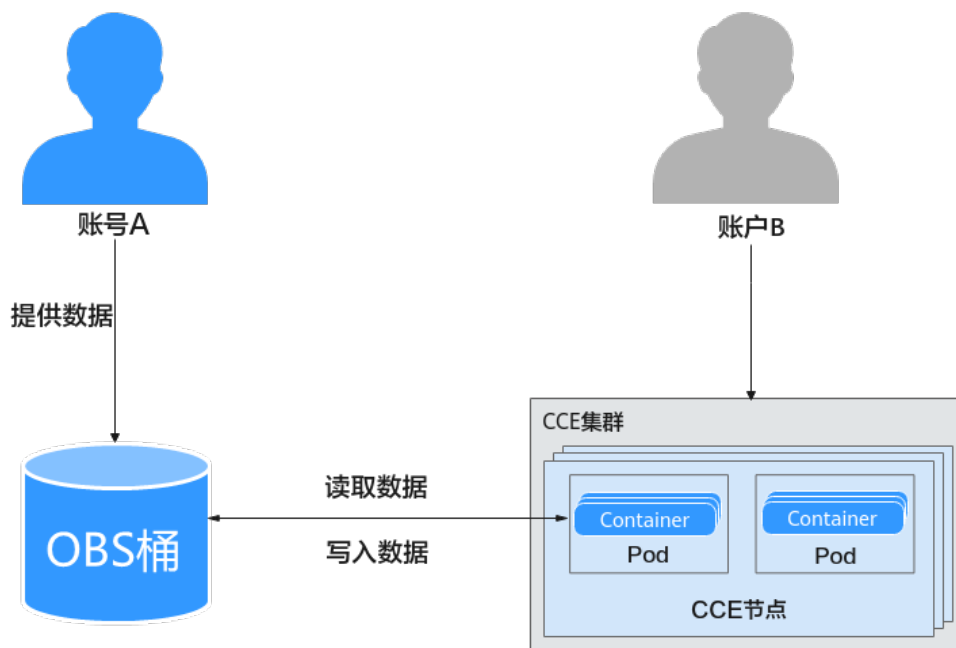 账号A
账户B
提供数据
CCE集群
读取数据
Container
Container
OBS桶
写入数据
Pod
Pod
CCE节点